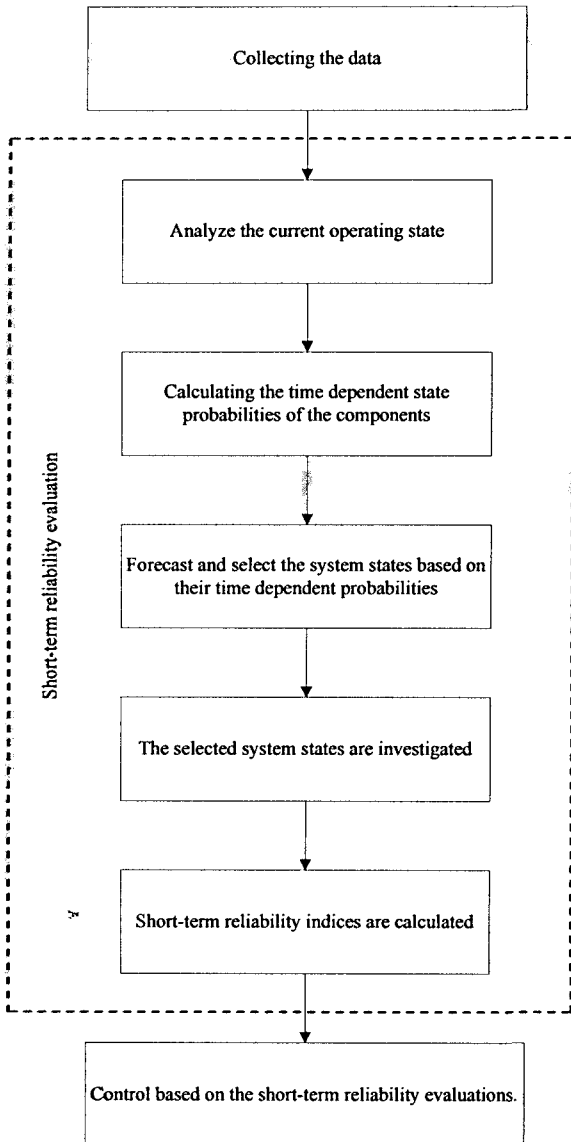 Collecting the data
Analyze the current operating state
Calculating the time dependent state
probabilities of the components
Forecast and select the system states based on
their time dependent probabilities
The selected system states are investigated
Short-term reliability indices are calculated
Short-term reliability evaluation
Control based on the short-term reliability evaluations.